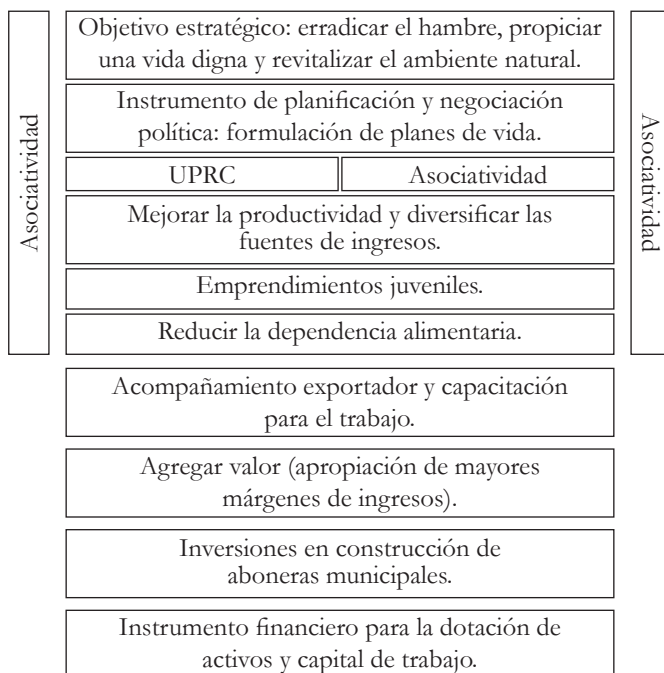 Objetivo estratégico: erradicar el hambre, propiciar
una vida digna y revitalizar el ambiente natural.
Asociatividad
Asociatividad
Instrumento de planificación y negociación
política: formulación de planes de vida.
UPRC
Asociatividad
Mejorar la productividad y diversificar las
fuentes de ingresos.
Emprendimientos juveniles.
Reducir la dependencia alimentaria.
Acompañamiento exportador y capacitación
para el trabajo.
Agregar valor (apropiación de mayores
márgenes de ingresos).
Inversiones en construcción de
aboneras municipales.
Instrumento financiero para la dotación de
activos y capital de trabajo.